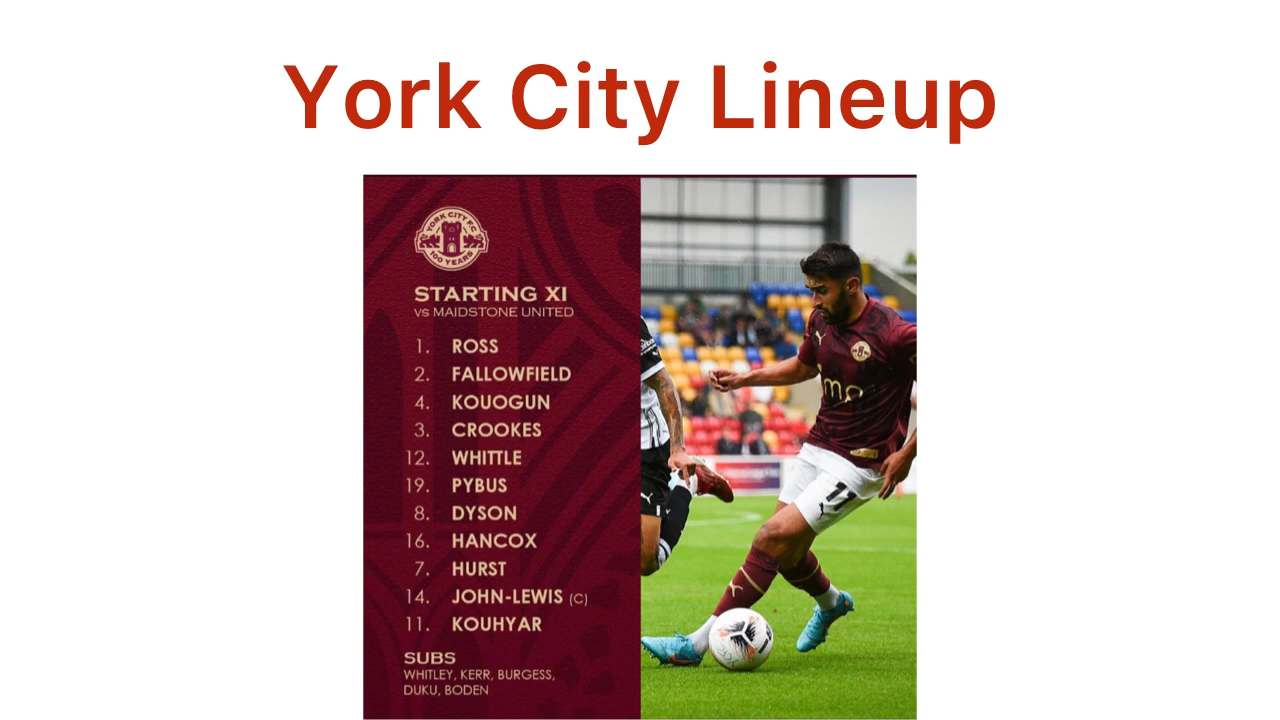 York City Lineup
YORK CITY F.C
100 YEARS
STARTING XI
vs MAIDSTONE UNITED
1. ROSS
2. FALLOWFIELD
4. KOUOGUN
3. CROOKES
12. WHITTLE
19. PYBUS
8. DYSON
16. HANCOX
7. HURST
14. JOHN-LEWIS (C)
11. KOUHYAR
SUBS
WHITLEY, KERR, BURGESS,
DUKU, BODEN
11